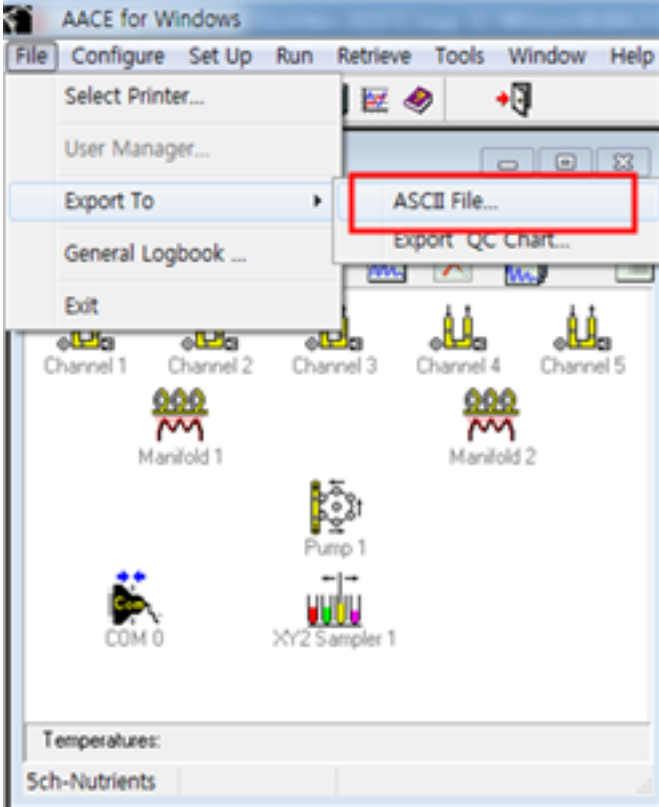 AACE for Windows
File Configure Set Up Run Retrieve Tools Window Help
Select Printer...
User Manager...
Export To
ASCII File...
Export QC Chart...
General Logbook ...
Exit
Channel 1 Channel 2 Channel 3 Channel 4 Channel 5
Manifold 1 Manifold 2
Pump 1
Com
COM 0 XY2 Sampler 1
Temperatures:
5ch-Nutrients